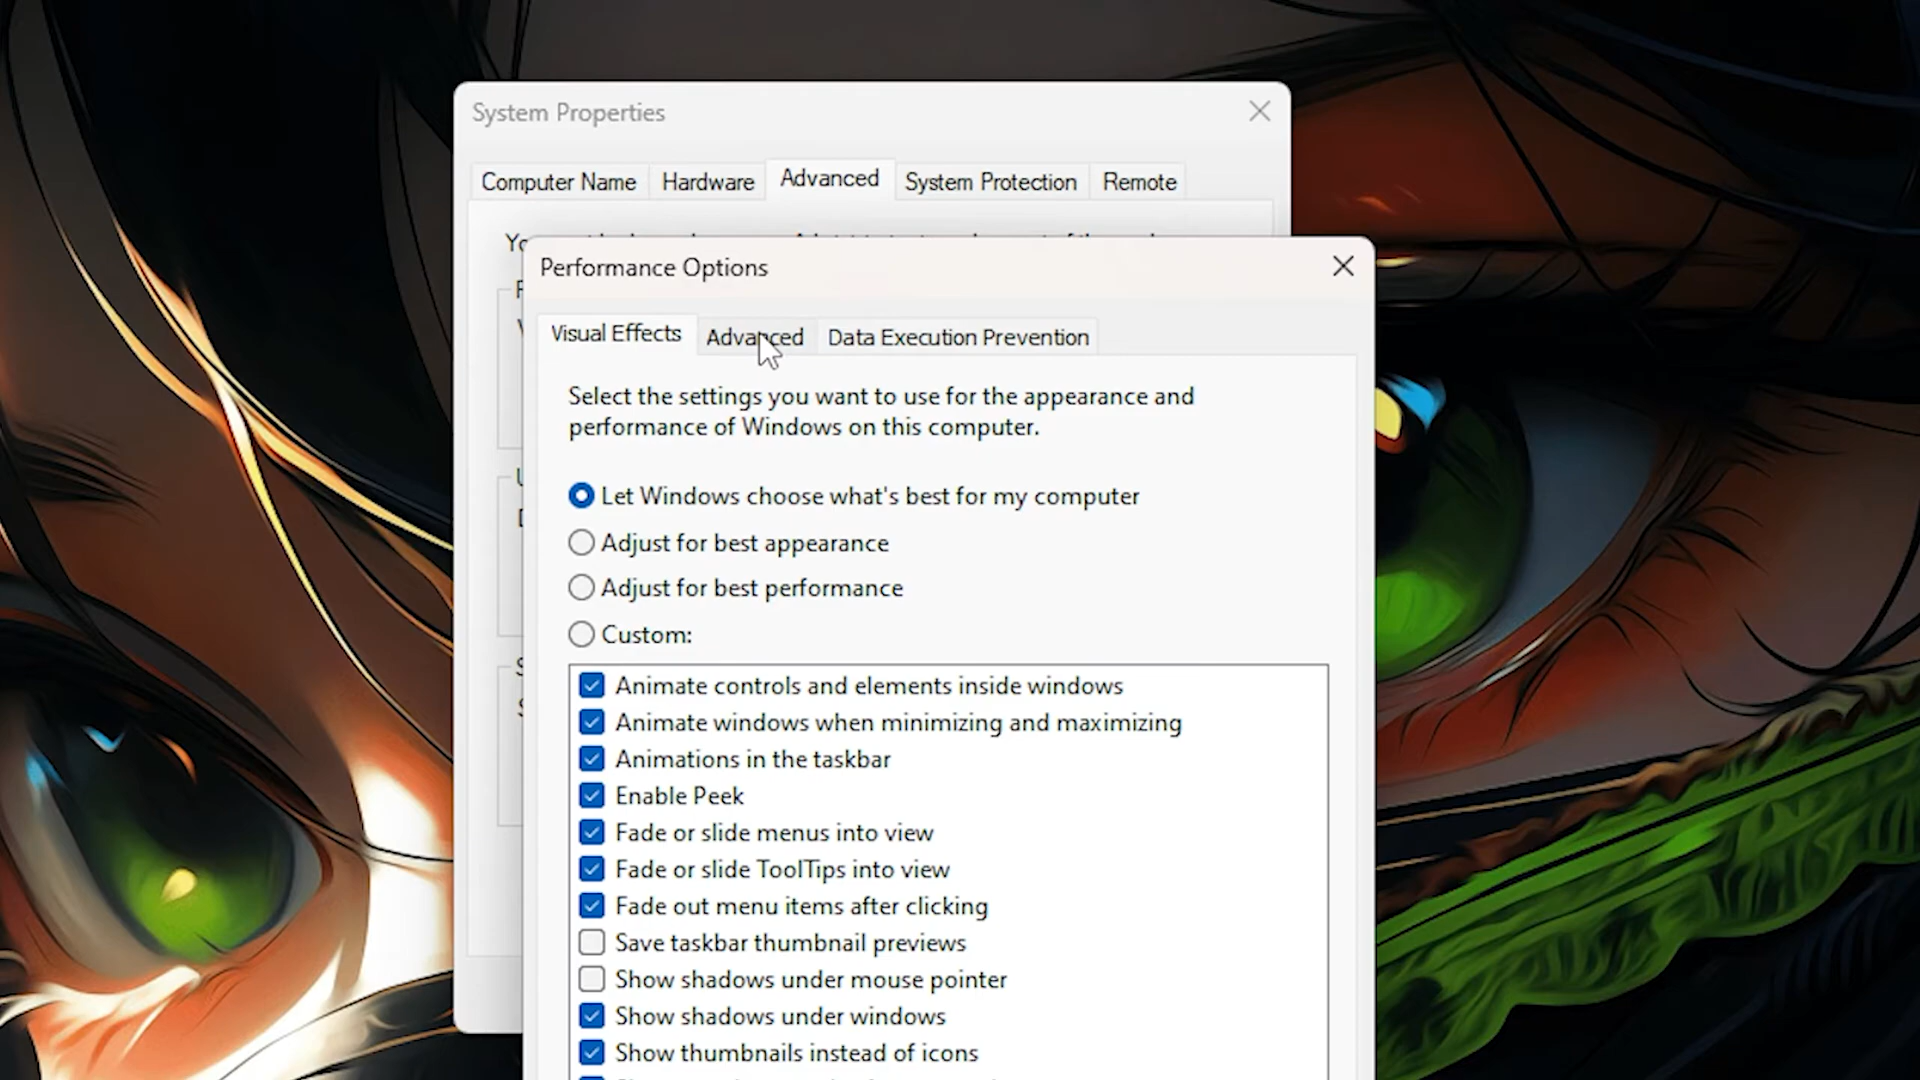 System Properties
Computer Name Hardware Advanced System Protection Remote
Performance Options
Visual Effects Advanced Data Execution Prevention
Select the settings you want to use for the appearance and
performance of Windows on this computer.
Let Windows choose what's best for my computer
Adjust for best appearance
Adjust for best performance
Custom:
Animate controls and elements inside windows
Animate windows when minimizing and maximizing
Animations in the taskbar
Enable Peek
Fade or slide menus into view
Fade or slide ToolTips into view
Fade out menu items after clicking
Save taskbar thumbnail previews
Show shadows under mouse pointer
Show shadows under windows
Show thumbnails instead of icons